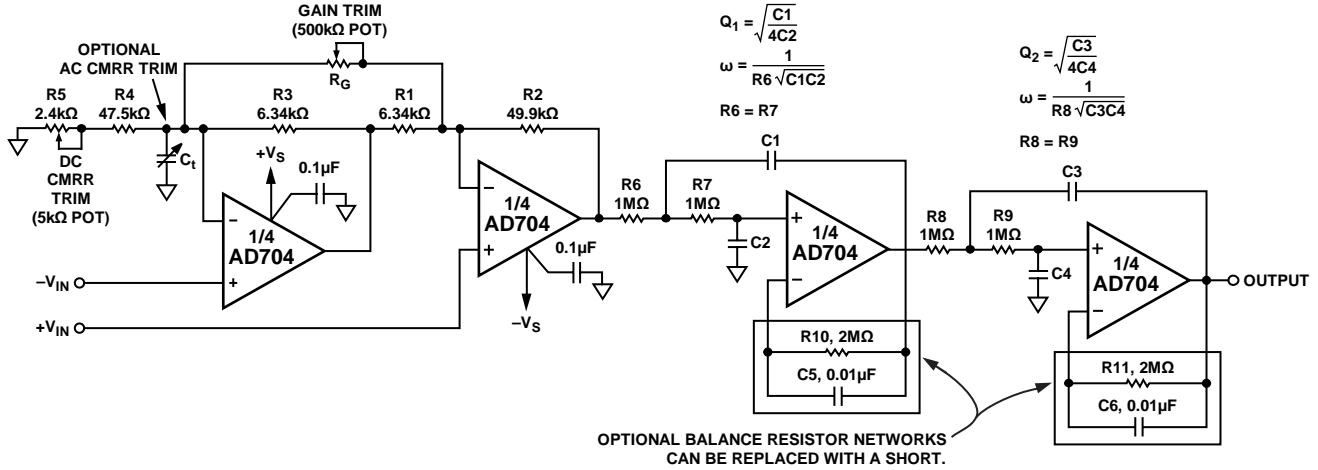 GAIN TRIM
(500kΩ POT)
R_G
OPTIONAL
AC CMRR TRIM
R5
2.4kΩ
R4
47.5kΩ
R3
6.34kΩ
R1
6.34kΩ
R2
49.9kΩ
DC
CMRR
TRIM
(5kΩ POT)
C_t
+V_S
0.1µF
−
1/4
AD704
+
−
1/4
AD704
+
0.1µF
−V_S
−V_IN
+V_IN
Q_1 = √(C1/4C2)
ω = 1/(R6 √(C1C2))
R6 = R7
C1
R6
1MΩ
R7
1MΩ
C2
+
1/4
AD704
−
R10, 2MΩ
C5, 0.01µF
Q_2 = √(C3/4C4)
ω = 1/(R8 √(C3C4))
R8 = R9
C3
R8
1MΩ
R9
1MΩ
C4
+
1/4
AD704
−
OUTPUT
R11, 2MΩ
C6, 0.01µF
OPTIONAL BALANCE RESISTOR NETWORKS
CAN BE REPLACED WITH A SHORT.